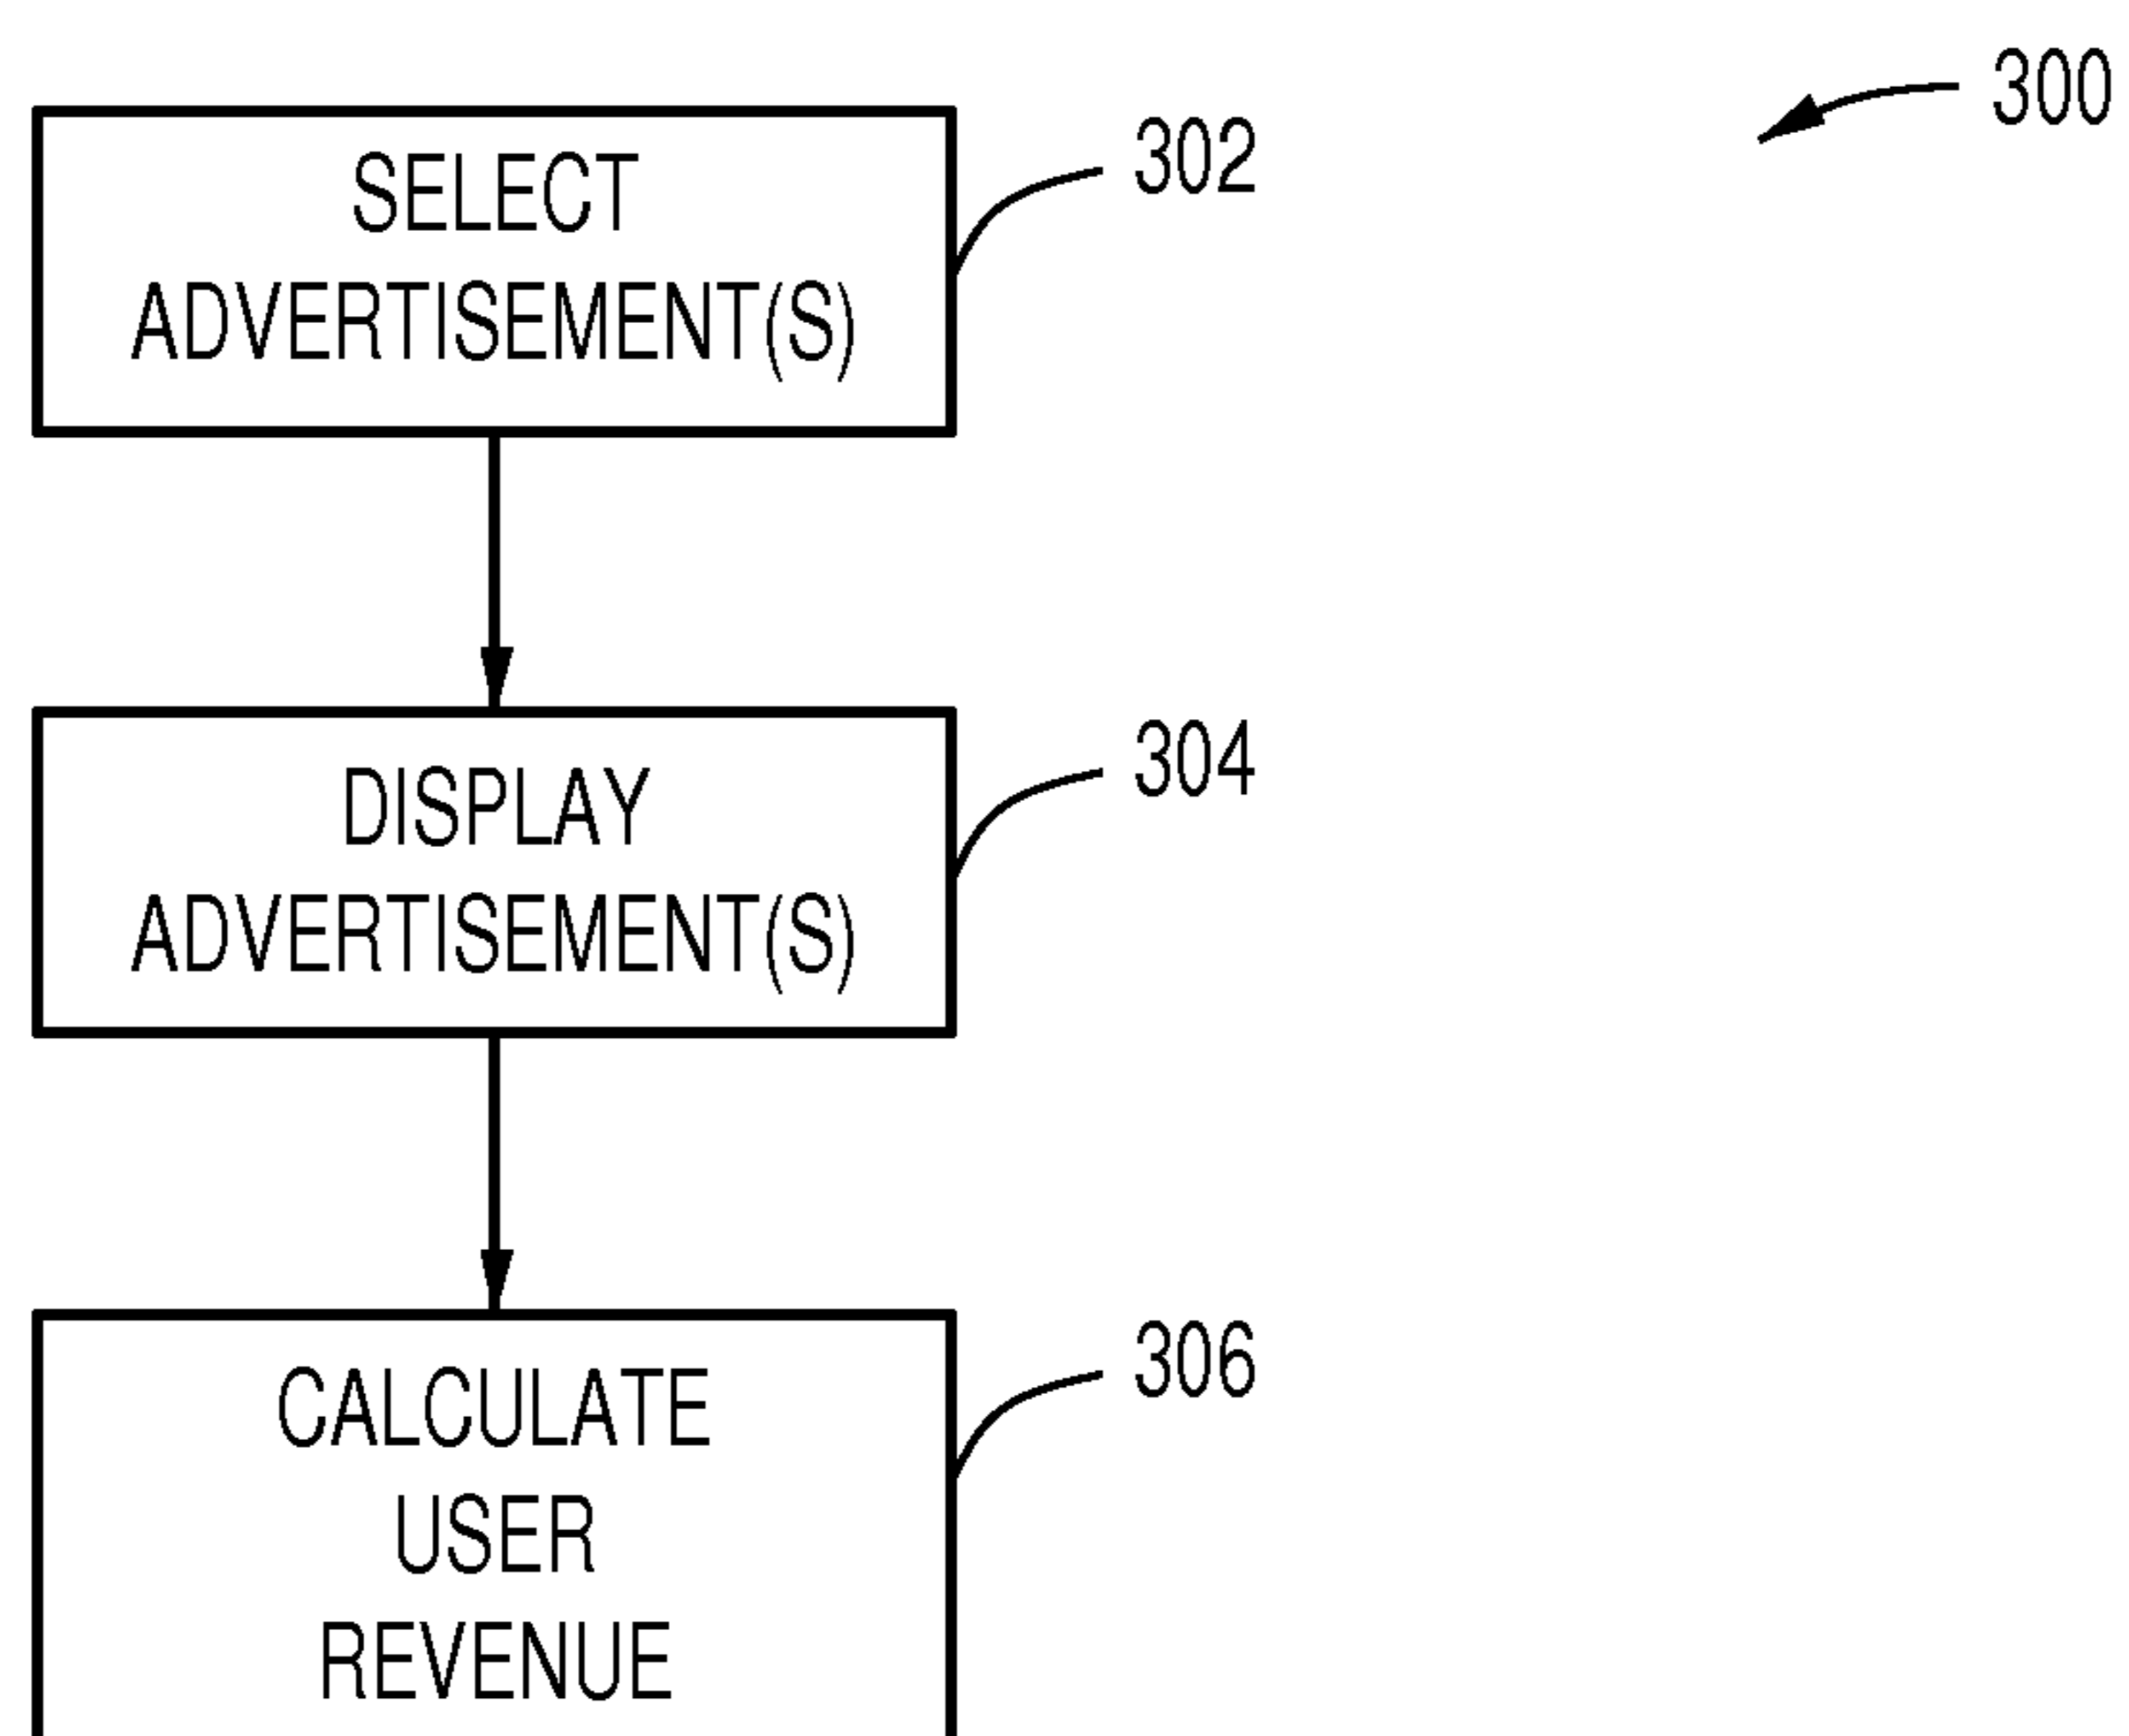 300
302
SELECT
ADVERTISEMENT(S)
304
DISPLAY
ADVERTISEMENT(S)
306
CALCULATE
USER
REVENUE